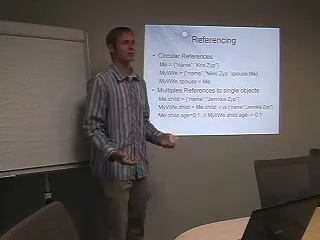 Referencing
• Circular References
Me = {"name":"Kris Zyp"}
MyWife = {"name":"Nikki Zyp",spouse:Me}
MyWife.spouse = Me;
• Multiples References to single objects
Me.child = {"name":"Jennika Zyp"}
MyWife.child = Me.child; // vs {"name":"Jennika Zyp"}
Me.child.age=0.1; // MyWife.child.age -> 0.1